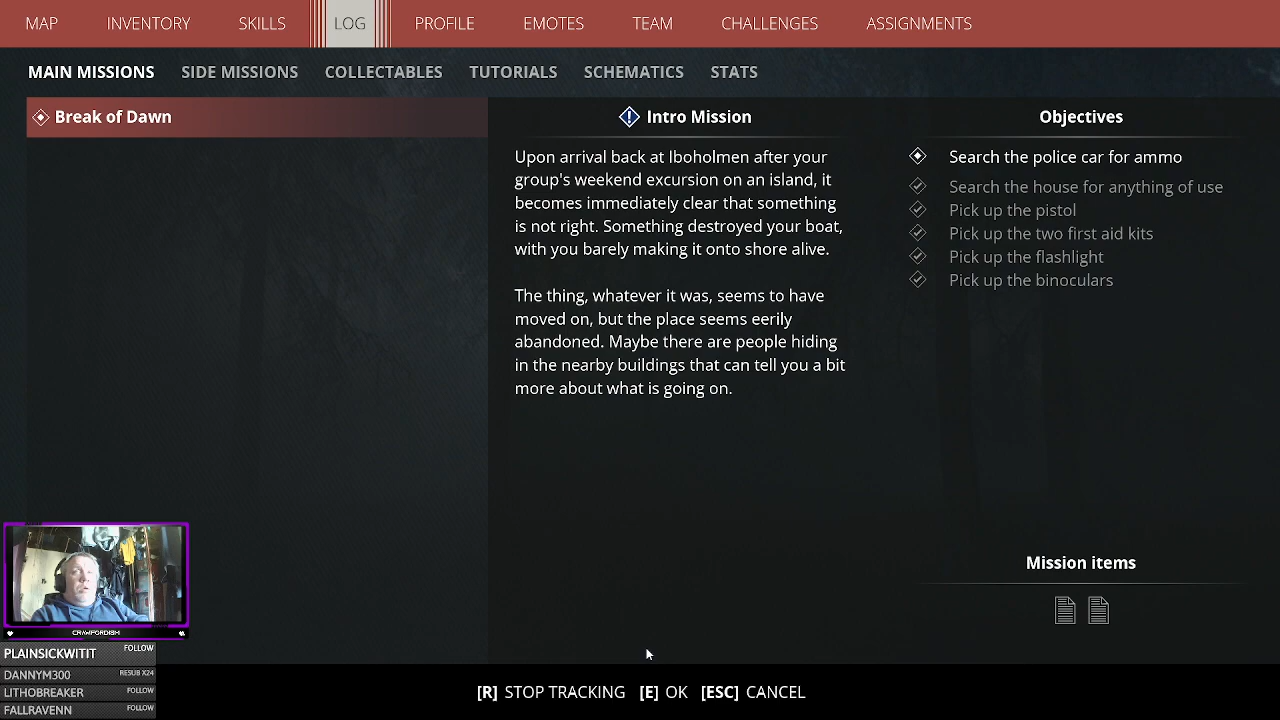 MAP INVENTORY SKILLS LOG PROFILE EMOTES TEAM CHALLENGES ASSIGNMENTS
MAIN MISSIONS SIDE MISSIONS COLLECTABLES TUTORIALS SCHEMATICS STATS
Break of Dawn
Intro Mission
Upon arrival back at Iboholmen after your
group's weekend excursion on an island, it
becomes immediately clear that something
is not right. Something destroyed your boat,
with you barely making it onto shore alive.
The thing, whatever it was, seems to have
moved on, but the place seems eerily
abandoned. Maybe there are people hiding
in the nearby buildings that can tell you a bit
more about what is going on.
Objectives
Search the police car for ammo
Search the house for anything of use
Pick up the pistol
Pick up the two first aid kits
Pick up the flashlight
Pick up the binoculars
Mission items
CRAWFORDISM
PLAINSICKWITIT FOLLOW
DANNYM300 RESUB X24
LITHOBREAKER FOLLOW
FALLRAVENN FOLLOW
[R] STOP TRACKING [E] OK [ESC] CANCEL